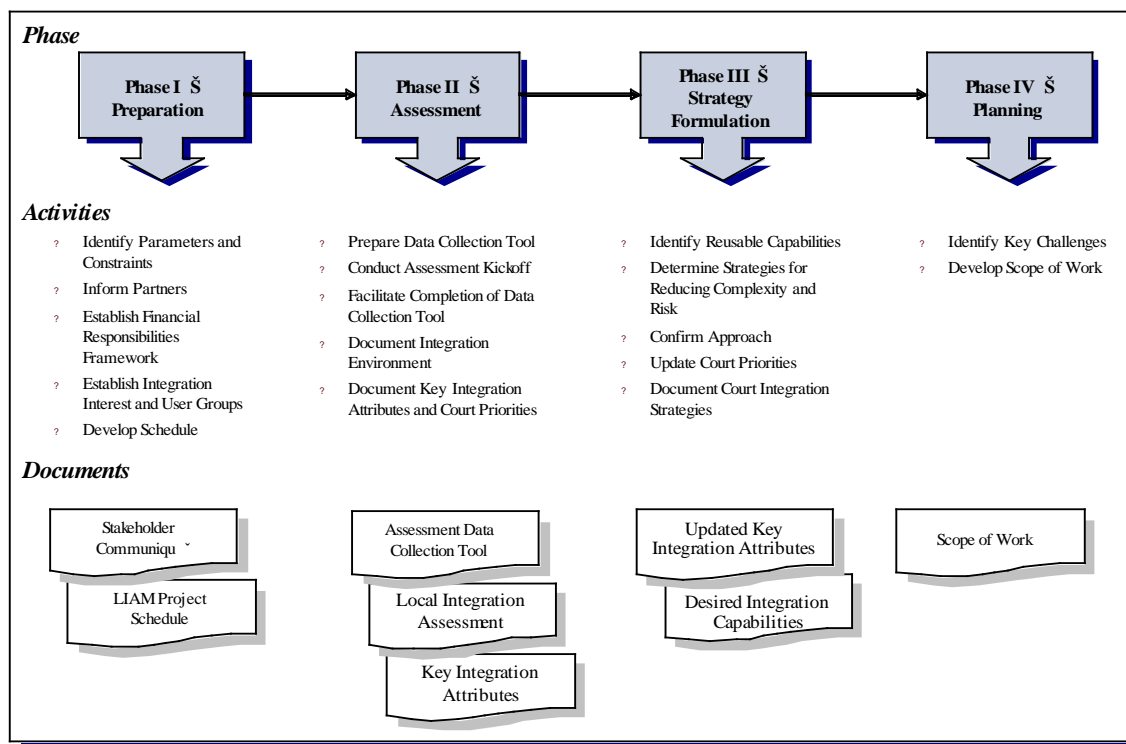 Phase
Phase I Š
Preparation
Phase II Š
Assessment
Phase III Š
Strategy
Formulation
Phase IV Š
Planning
Activities
? Identify Parameters and
Constraints
? Inform Partners
? Establish Financial
Responsibilities
Framework
? Establish Integration
Interest and User Groups
? Develop Schedule
? Prepare Data Collection Tool
? Conduct Assessment Kickoff
? Facilitate Completion of Data
Collection Tool
? Document Integration
Environment
? Document Key Integration
Attributes and Court Priorities
? Identify Reusable Capabilities
? Determine Strategies for
Reducing Complexity and
Risk
? Confirm Approach
? Update Court Priorities
? Document Court Integration
Strategies
? Identify Key Challenges
? Develop Scope of Work
Documents
Stakeholder
Communiqu ˇ
LIAM Project
Schedule
Assessment Data
Collection Tool
Local Integration
Assessment
Key Integration
Attributes
Updated Key
Integration Attributes
Desired Integration
Capabilities
Scope of Work